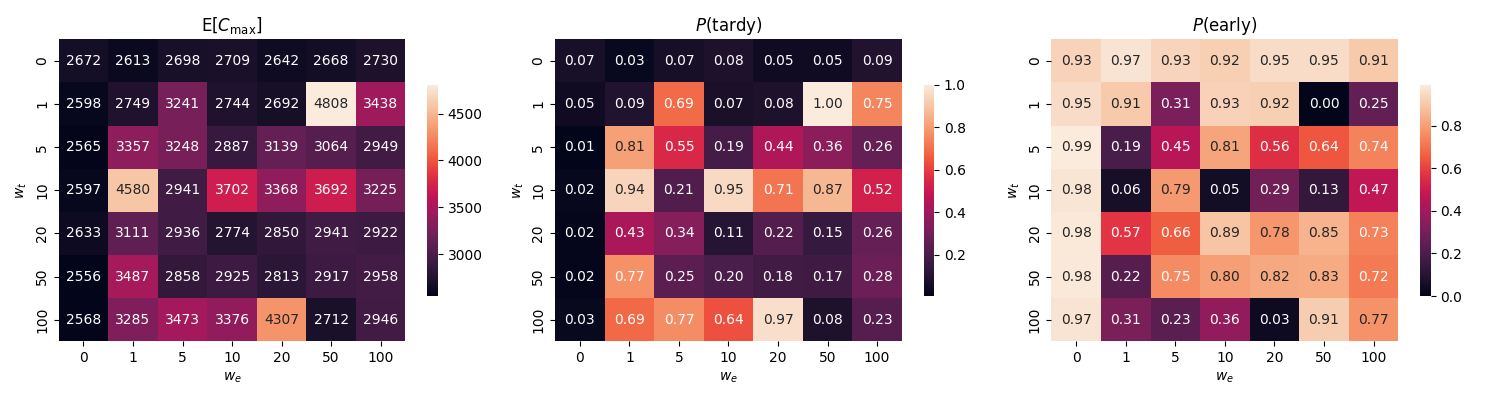 E[C_max]
0 2672 2613 2698 2709 2642 2668 2730
1 2598 2749 3241 2744 2692 4808 3438
5 2565 3357 3248 2887 3139 3064 2949
10 2597 4580 2941 3702 3368 3692 3225
20 2633 3111 2936 2774 2850 2941 2922
50 2556 3487 2858 2925 2813 2917 2958
100 2568 3285 3473 3376 4307 2712 2946
0 1 5 10 20 50 100
w_e
w_t
4500
4000
3500
3000
P(tardy)
0 0.07 0.03 0.07 0.08 0.05 0.05 0.09
1 0.05 0.09 0.69 0.07 0.08 1.00 0.75
5 0.01 0.81 0.55 0.19 0.44 0.36 0.26
10 0.02 0.94 0.21 0.95 0.71 0.87 0.52
20 0.02 0.43 0.34 0.11 0.22 0.15 0.26
50 0.02 0.77 0.25 0.20 0.18 0.17 0.28
100 0.03 0.69 0.77 0.64 0.97 0.08 0.23
0 1 5 10 20 50 100
w_e
w_t
1.0
0.8
0.6
0.4
0.2
P(early)
0 0.93 0.97 0.93 0.92 0.95 0.95 0.91
1 0.95 0.91 0.31 0.93 0.92 0.00 0.25
5 0.99 0.19 0.45 0.81 0.56 0.64 0.74
10 0.98 0.06 0.79 0.05 0.29 0.13 0.47
20 0.98 0.57 0.66 0.89 0.78 0.85 0.73
50 0.98 0.22 0.75 0.80 0.82 0.83 0.72
100 0.97 0.31 0.23 0.36 0.03 0.91 0.77
0 1 5 10 20 50 100
w_e
w_t
0.8
0.6
0.4
0.2
0.0